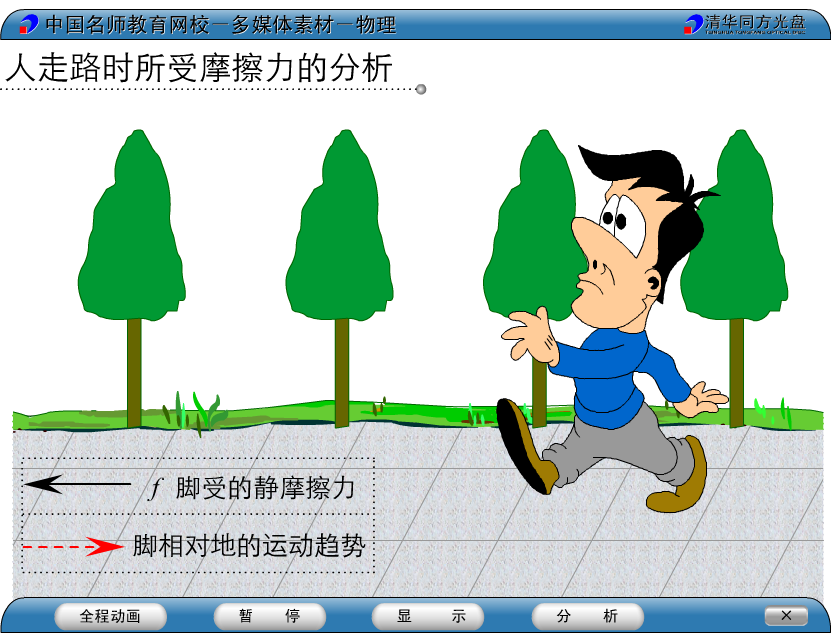 中国名师教育网校－多媒体素材－物理
清华同方光盘
人走路时所受摩擦力的分析
f 脚受的静摩擦力
脚相对地的运动趋势
全程动画 暂 停 显 示 分 析